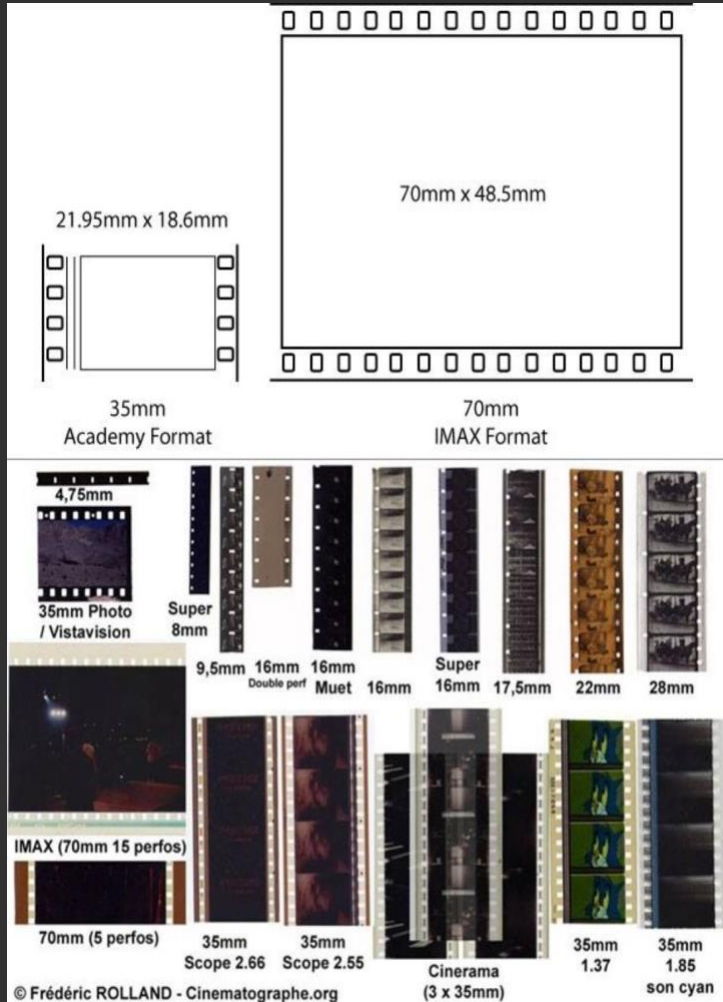 70mm x 48.5mm
21.95mm x 18.6mm
35mm
Academy Format
70mm
IMAX Format
4,75mm
35mm Photo
/ Vistavision
Super
8mm
9,5mm
16mm
Double perf
16mm
Muet
16mm
Super
16mm
17,5mm
22mm
28mm
IMAX (70mm 15 perfos)
70mm (5 perfos)
35mm
Scope 2.66
35mm
Scope 2.55
Cinerama
(3 x 35mm)
35mm
1.37
35mm
1.85
son cyan
© Frédéric ROLLAND - Cinematographe.org